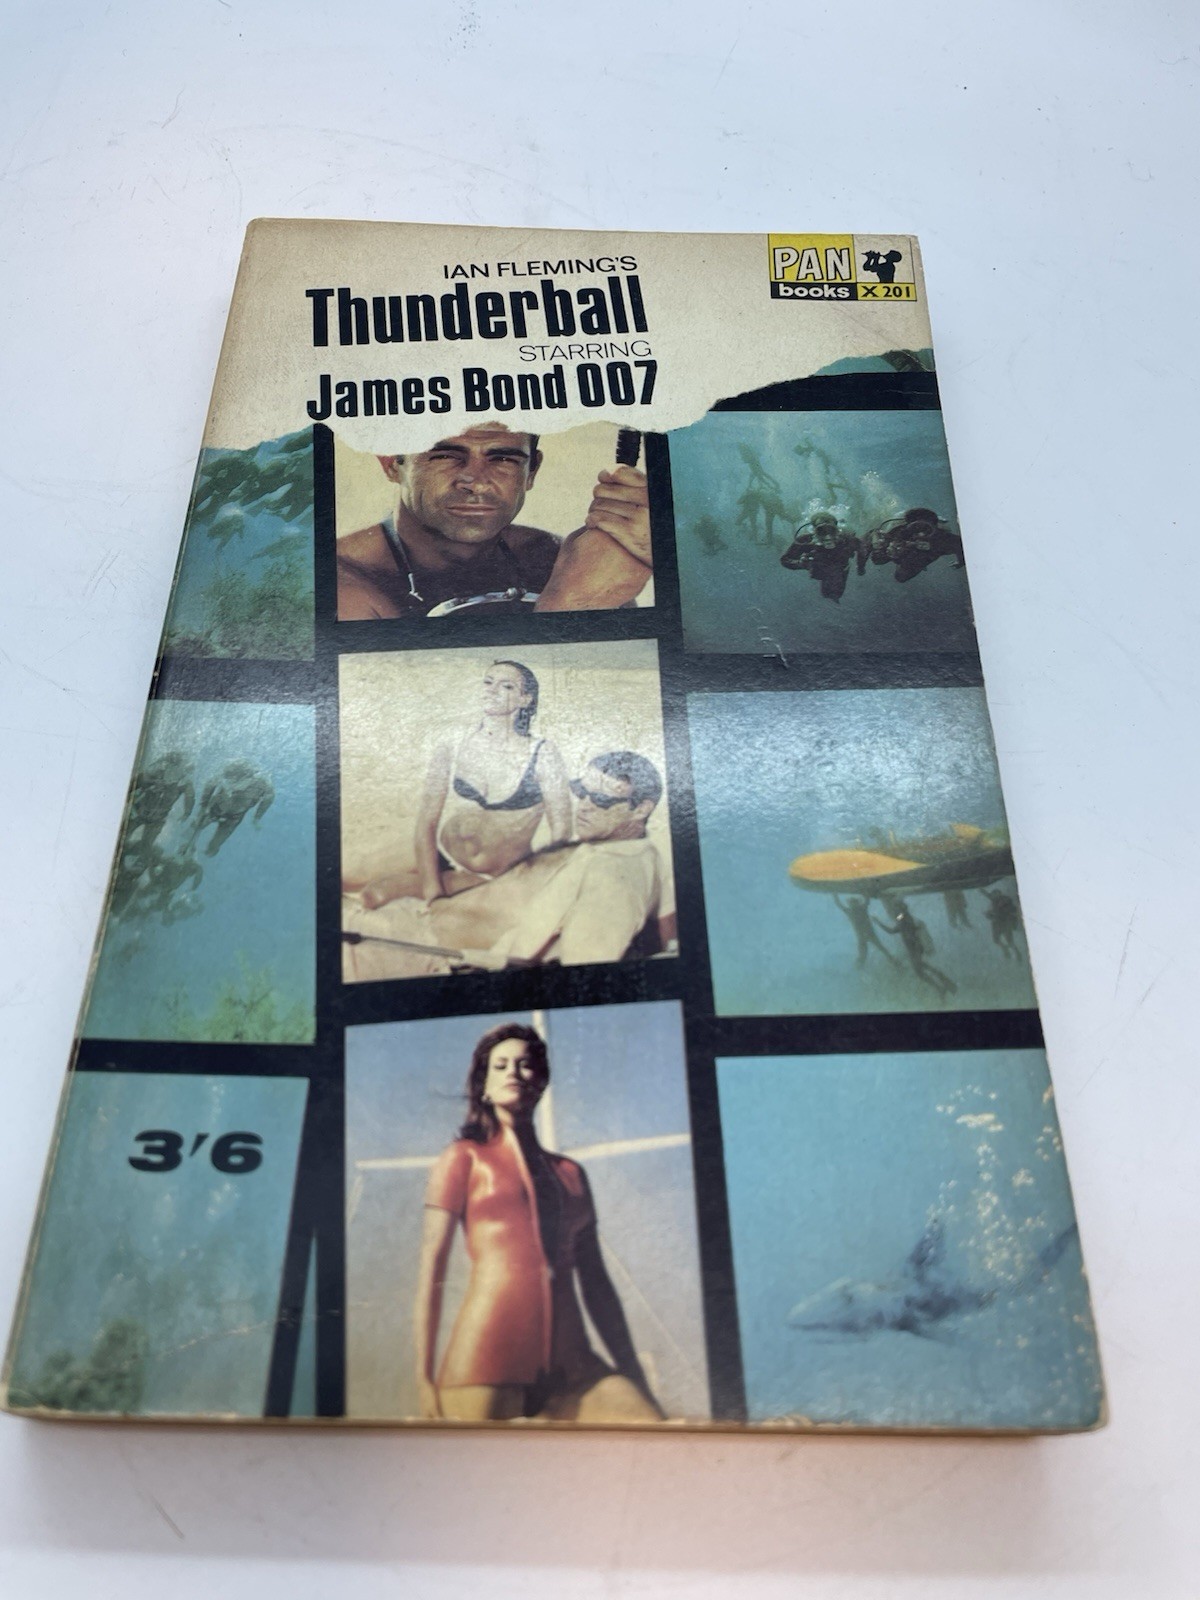 IAN FLEMING'S
Thunderball
STARRING
James Bond 007
PAN
books X 201
3'6